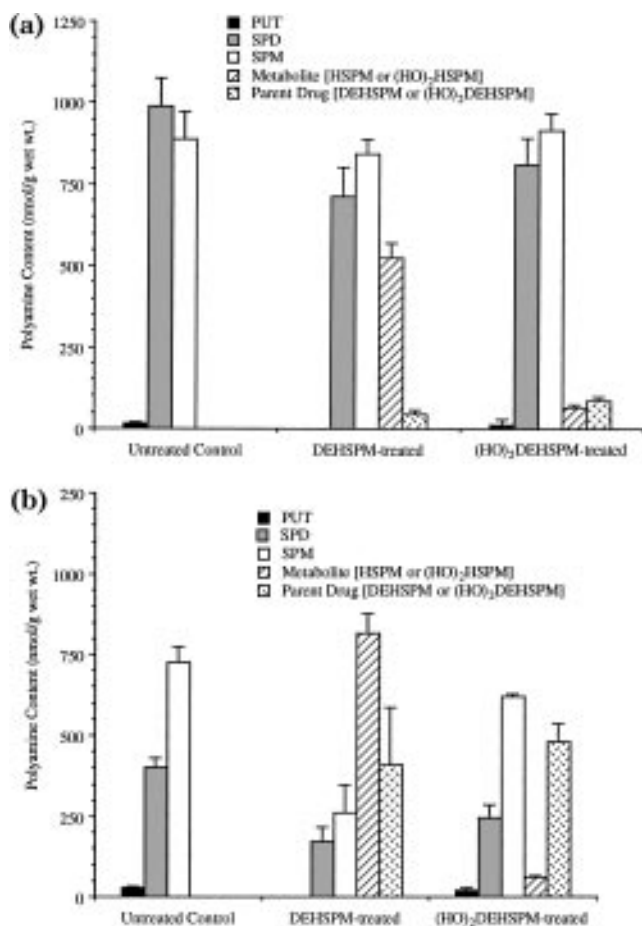 (a)
1250
1000
750
500
250
0
Polyamine Content (nmol/g wet wt.)
PUT
SPD
SPM
Metabolite [HSPM or (HO)₂HSPM]
Parent Drug [DEHSPM or (HO)₂DEHSPM]
Untreated Control
DEHSPM-treated
(HO)₂DEHSPM-treated
(b)
250
1000
750
500
250
0
Polyamine Content (nmol/g wet wt.)
PUT
SPD
SPM
Metabolite [HSPM or (HO)₂HSPM]
Parent Drug [DEHSPM or (HO)₂DEHSPM]
Untreated Control
DEHSPM-treated
(HO)₂DEHSPM-treated